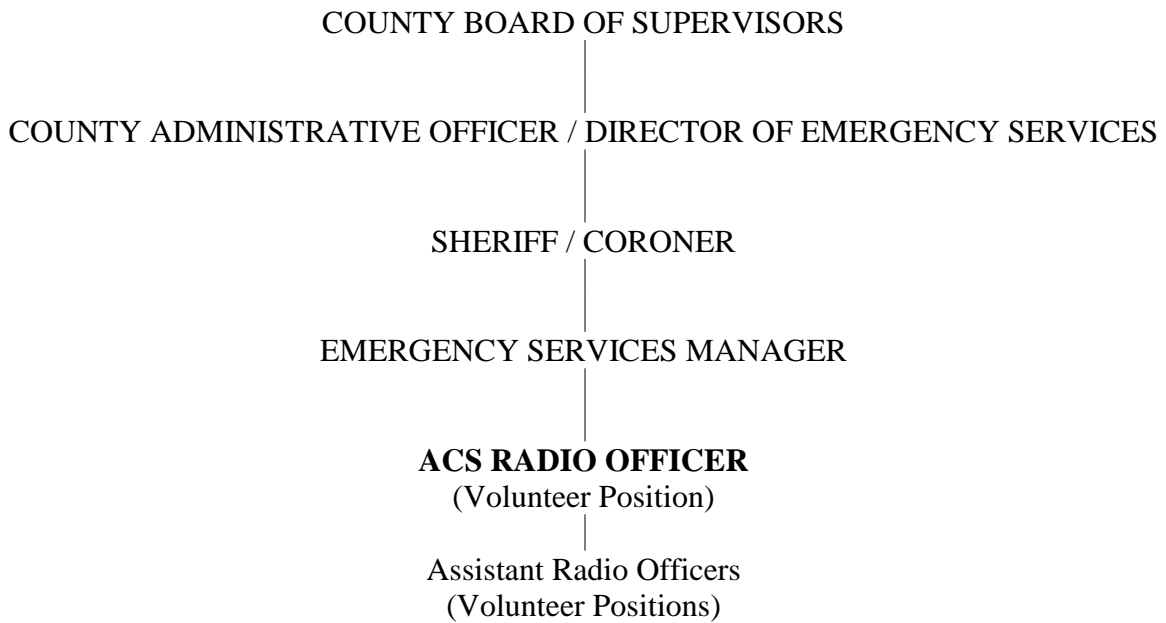 COUNTY BOARD OF SUPERVISORS
COUNTY ADMINISTRATIVE OFFICER / DIRECTOR OF EMERGENCY SERVICES
SHERIFF / CORONER
EMERGENCY SERVICES MANAGER
ACS RADIO OFFICER
(Volunteer Position)
Assistant Radio Officers
(Volunteer Positions)